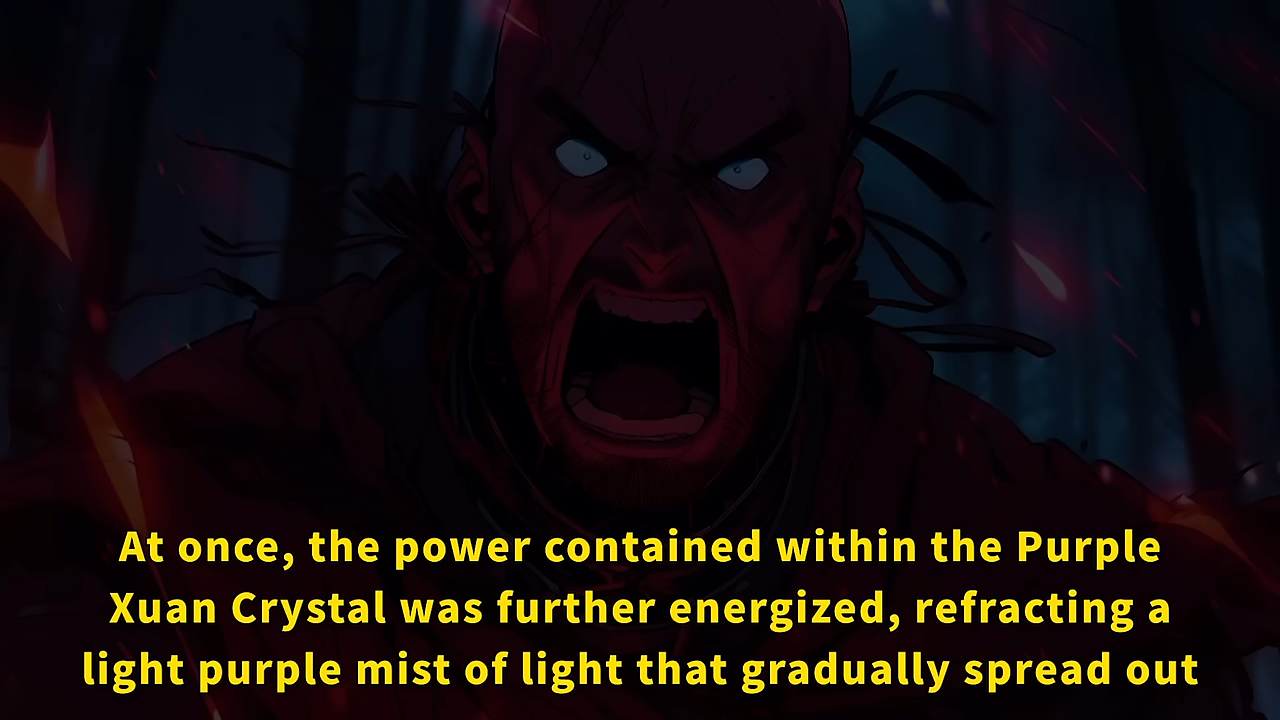 At once, the power contained within the Purple
Xuan Crystal was further energized, refracting a
light purple mist of light that gradually spread out